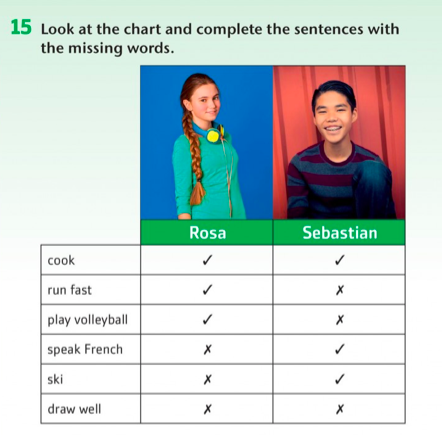 15 Look at the chart and complete the sentences with
the missing words.
Rosa Sebastian
cook ✓ ✓
run fast ✓ ✗
play volleyball ✓ ✗
speak French ✗ ✓
ski ✗ ✓
draw well ✗ ✗